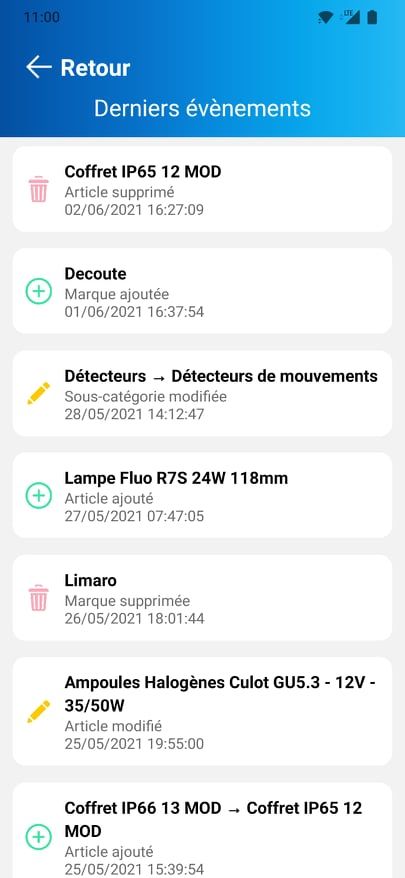 11:00
LTE
Retour
Derniers évènements
Coffret IP65 12 MOD
Article supprimé
02/06/2021 16:27:09
Decoute
Marque ajoutée
01/06/2021 16:37:54
Détecteurs → Détecteurs de mouvements
Sous-catégorie modifiée
28/05/2021 14:12:47
Lampe Fluo R7S 24W 118mm
Article ajouté
27/05/2021 07:47:05
Limaro
Marque supprimée
26/05/2021 18:01:44
Ampoules Halogènes Culot GU5.3 - 12V -
35/50W
Article modifié
25/05/2021 19:55:00
Coffret IP66 13 MOD → Coffret IP65 12
MOD
Article ajouté
25/05/2021 15:39:54